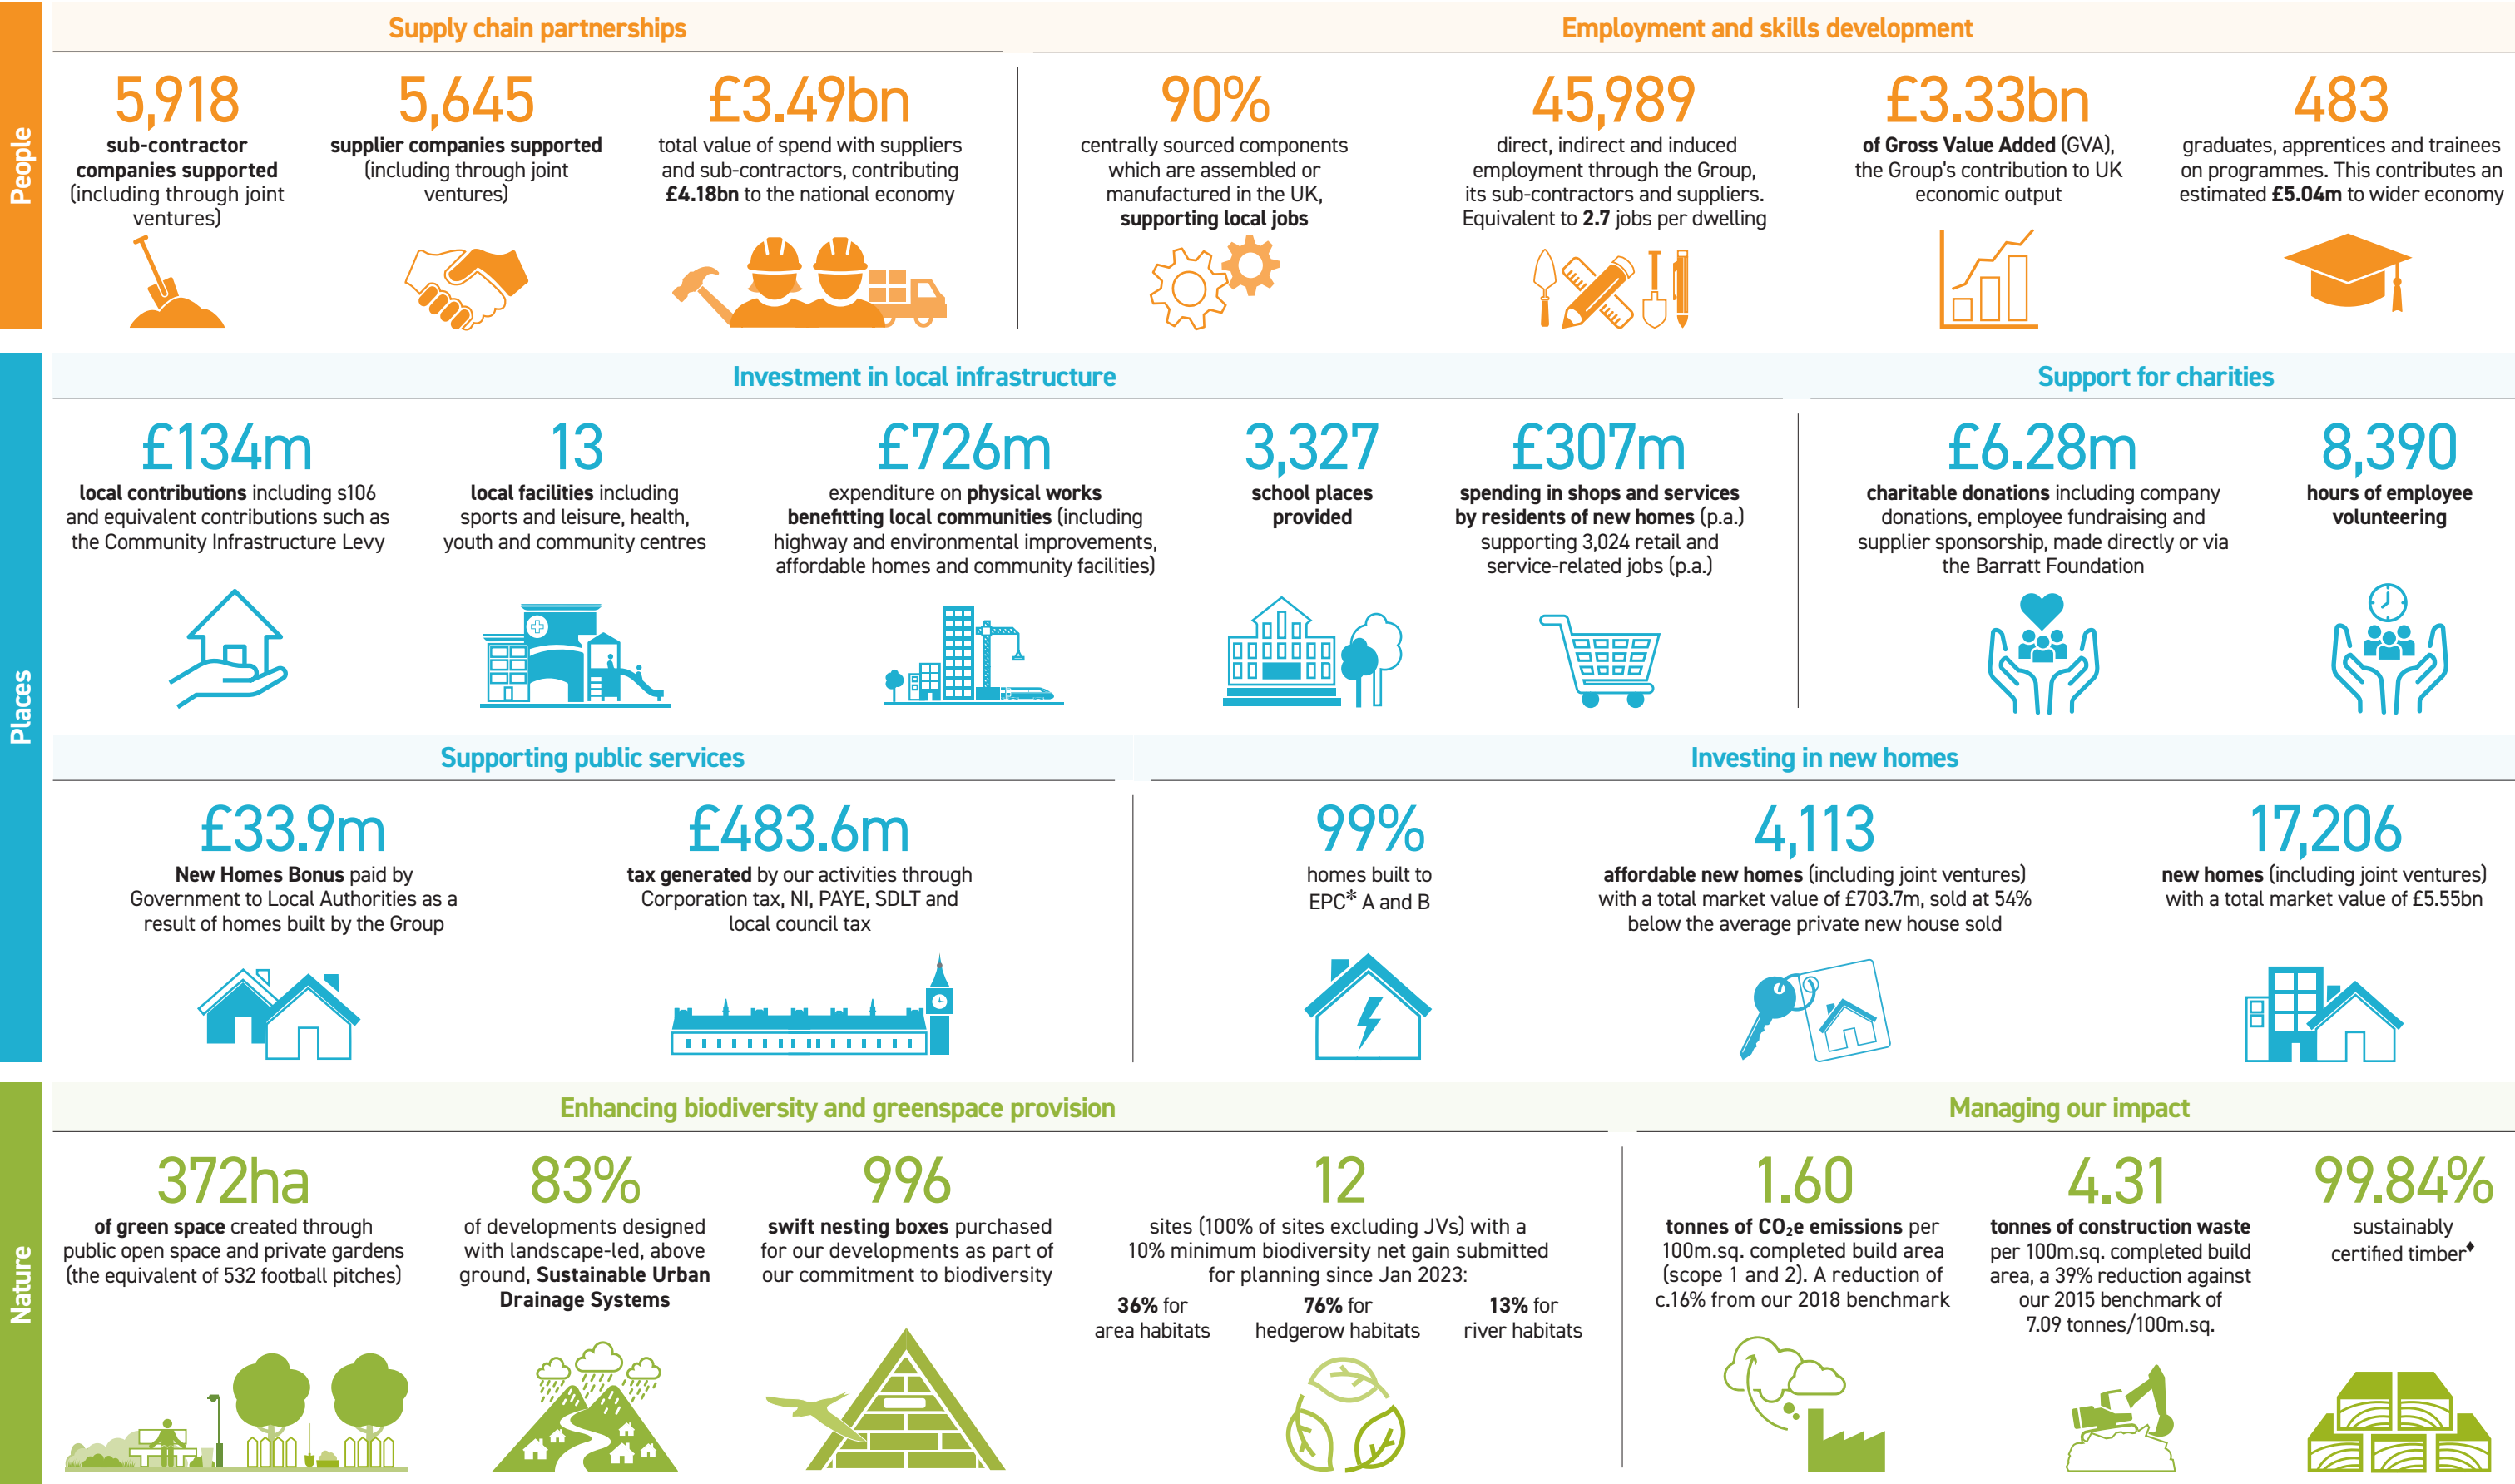 People
Supply chain partnerships
5,918
sub-contractor
companies supported
(including through joint
ventures)
5,645
supplier companies supported
(including through joint
ventures)
£3.49bn
total value of spend with suppliers
and sub-contractors, contributing
£4.18bn to the national economy
Employment and skills development
90%
centrally sourced components
which are assembled or
manufactured in the UK,
supporting local jobs
45,989
direct, indirect and induced
employment through the Group,
its sub-contractors and suppliers.
Equivalent to 2.7 jobs per dwelling
£3.33bn
of Gross Value Added (GVA),
the Group's contribution to UK
economic output
483
graduates, apprentices and trainees
on programmes. This contributes an
estimated £5.04m to wider economy
Places
Investment in local infrastructure
£134m
local contributions including s106
and equivalent contributions such as
the Community Infrastructure Levy
13
local facilities including
sports and leisure, health,
youth and community centres
£726m
expenditure on physical works
benefitting local communities (including
highway and environmental improvements,
affordable homes and community facilities)
3,327
school places
provided
£307m
spending in shops and services
by residents of new homes (p.a.)
supporting 3,024 retail and
service-related jobs (p.a.)
Support for charities
£6.28m
charitable donations including company
donations, employee fundraising and
supplier sponsorship, made directly or via
the Barratt Foundation
8,390
hours of employee
volunteering
Supporting public services
£33.9m
New Homes Bonus paid by
Government to Local Authorities as a
result of homes built by the Group
£483.6m
tax generated by our activities through
Corporation tax, NI, PAYE, SDLT and
local council tax
Investing in new homes
99%
homes built to
EPC* A and B
4,113
affordable new homes (including joint ventures)
with a total market value of £703.7m, sold at 54%
below the average private new house sold
17,206
new homes (including joint ventures)
with a total market value of £5.55bn
Nature
Enhancing biodiversity and greenspace provision
372ha
of green space created through
public open space and private gardens
(the equivalent of 532 football pitches)
83%
of developments designed
with landscape-led, above
ground, Sustainable Urban
Drainage Systems
996
swift nesting boxes purchased
for our developments as part of
our commitment to biodiversity
12
sites (100% of sites excluding JVs) with a
10% minimum biodiversity net gain submitted
for planning since Jan 2023:
36% for
area habitats
76% for
hedgerow habitats
13% for
river habitats
Managing our impact
1.60
tonnes of CO₂e emissions per
100m.sq. completed build area
(scope 1 and 2). A reduction of
c.16% from our 2018 benchmark
4.31
tonnes of construction waste
per 100m.sq. completed build
area, a 39% reduction against
our 2015 benchmark of
7.09 tonnes/100m.sq.
99.84%
sustainably
certified timber♦